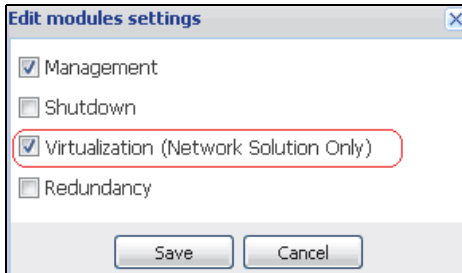 Edit modules settings
Management
Shutdown
Virtualization (Network Solution Only)
Redundancy
Save Cancel